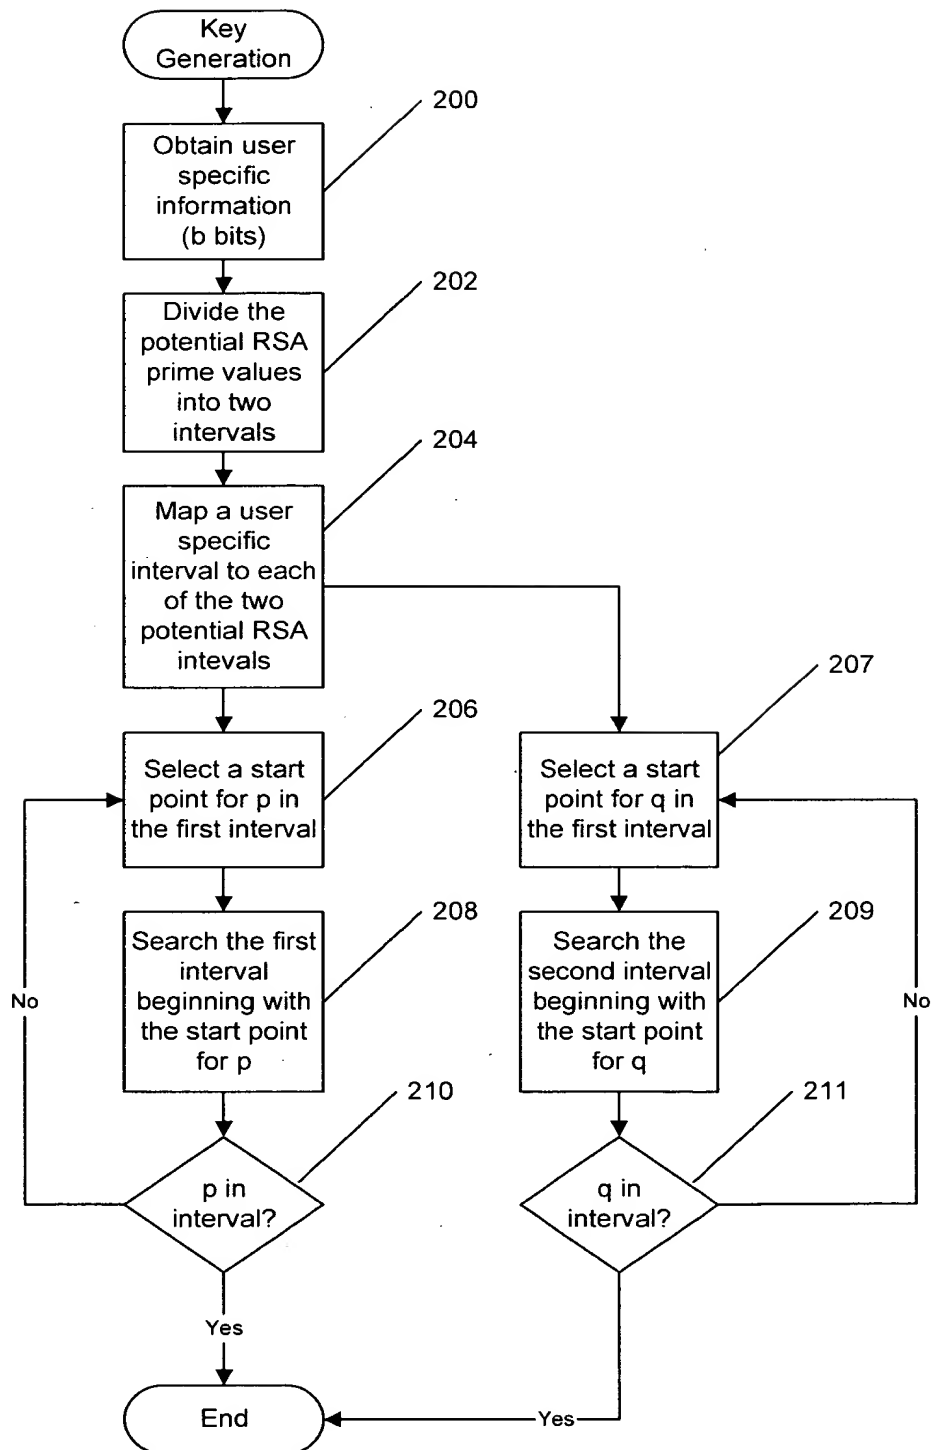 Key
Generation
200
Obtain user
specific
information
(b bits)
202
Divide the
potential RSA
prime values
into two
intervals
204
Map a user
specific
interval to each
of the two
potential RSA
intevals
206
Select a start
point for p in
the first interval
207
Select a start
point for q in
the first interval
208
Search the first
interval
beginning with
the start point
for p
209
Search the
second interval
beginning with
the start point
for q
No
No
210
p in
interval?
211
q in
interval?
Yes
End
Yes